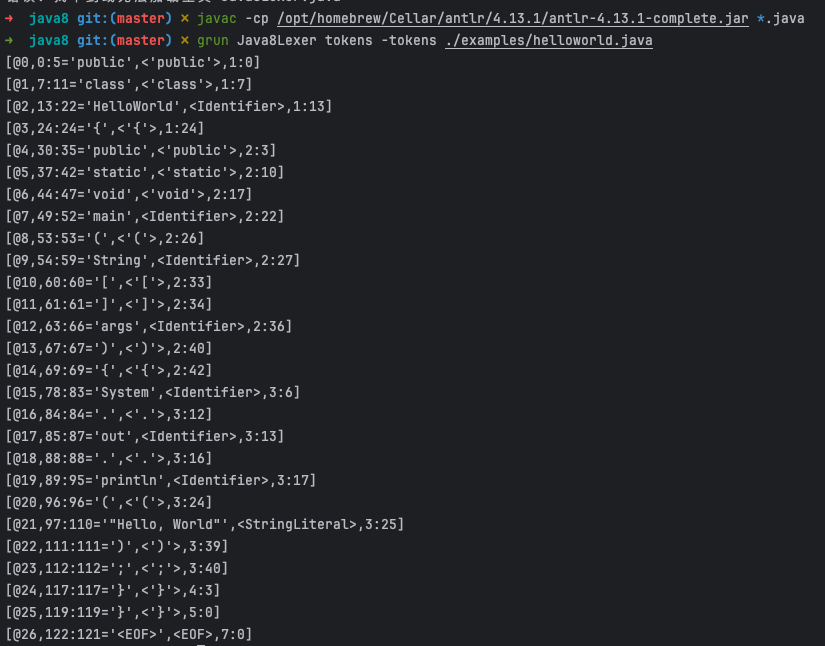 ➜  java8 git:(master) × javac -cp /opt/homebrew/Cellar/antlr/4.13.1/antlr-4.13.1-complete.jar *.java
➜  java8 git:(master) × grun Java8Lexer tokens -tokens ./examples/helloworld.java
[@0,0:5='public',<'public'>,1:0]
[@1,7:11='class',<'class'>,1:7]
[@2,13:22='HelloWorld',<Identifier>,1:13]
[@3,24:24='{',<'{'>,1:24]
[@4,30:35='public',<'public'>,2:3]
[@5,37:42='static',<'static'>,2:10]
[@6,44:47='void',<'void'>,2:17]
[@7,49:52='main',<Identifier>,2:22]
[@8,53:53='(',<'('>,2:26]
[@9,54:59='String',<Identifier>,2:27]
[@10,60:60='[',<'['>,2:33]
[@11,61:61=']',<']'>,2:34]
[@12,63:66='args',<Identifier>,2:36]
[@13,67:67=')',<')'>,2:40]
[@14,69:69='{',<'{'>,2:42]
[@15,78:83='System',<Identifier>,3:6]
[@16,84:84='.',<'.'>,3:12]
[@17,85:87='out',<Identifier>,3:13]
[@18,88:88='.',<'.'>,3:16]
[@19,89:95='println',<Identifier>,3:17]
[@20,96:96='(',<'('>,3:24]
[@21,97:110='"Hello, World"',<StringLiteral>,3:25]
[@22,111:111=')',<')'>,3:39]
[@23,112:112=';',<';'>,3:40]
[@24,117:117='}',<'}'>,4:3]
[@25,119:119='}',<'}'>,5:0]
[@26,122:121='<EOF>',<EOF>,7:0]